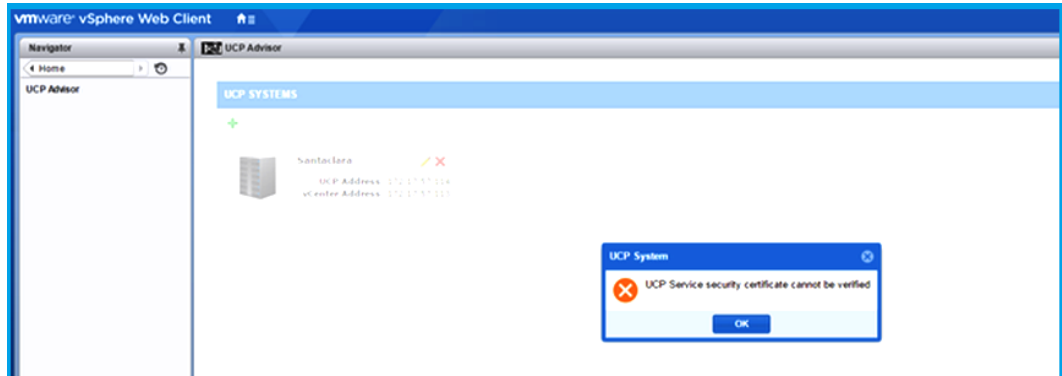 vmware® vSphere Web Client
Navigator
UCP Advisor
Home
UCP Advisor
UCP SYSTEMS
Santaclara
UCP Address
vCenter Address
UCP System
UCP Service security certificate cannot be verified
OK